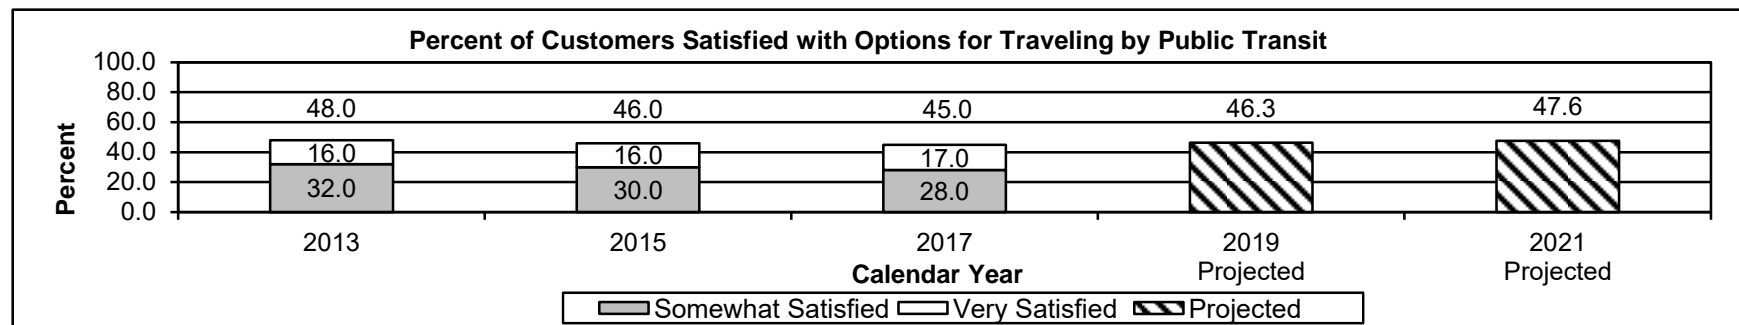 Percent of Customers Satisfied with Options for Traveling by Public Transit
Percent
100.0
80.0
60.0
40.0
20.0
0.0
48.0 46.0 45.0 46.3 47.6
16.0 16.0 17.0
32.0 30.0 28.0
2013 2015 2017 2019 2021
Projected Projected
Calendar Year
Somewhat Satisfied Very Satisfied Projected